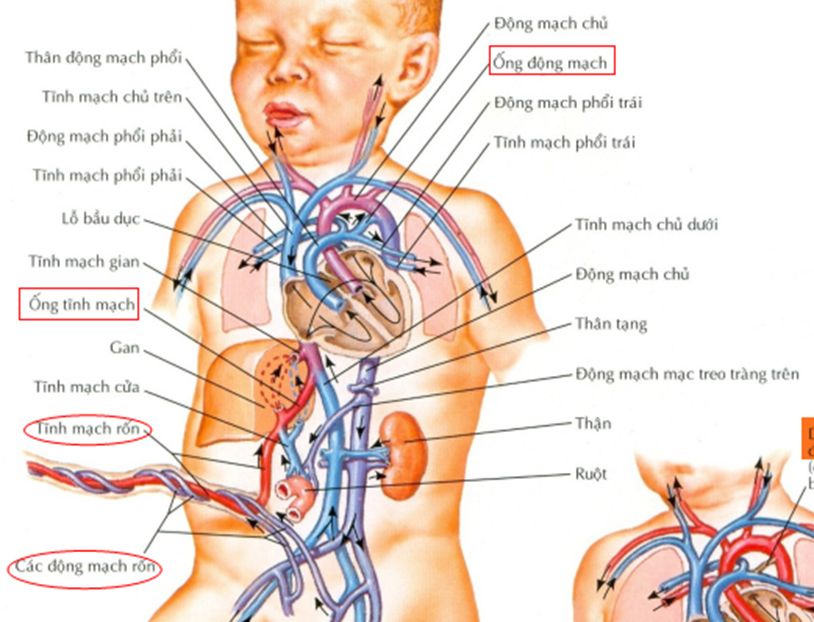 Thân động mạch phổi
Tĩnh mạch chủ trên
Động mạch phổi phải
Tĩnh mạch phổi phải
Lỗ bầu dục
Tĩnh mạch gian
Ống tĩnh mạch
Gan
Tĩnh mạch cửa
Tĩnh mạch rốn
Các động mạch rốn
Động mạch chủ
Ống động mạch
Động mạch phổi trái
Tĩnh mạch phổi trái
Tĩnh mạch chủ dưới
Động mạch chủ
Thân tạng
Động mạch mạc treo tràng trên
Thận
Ruột